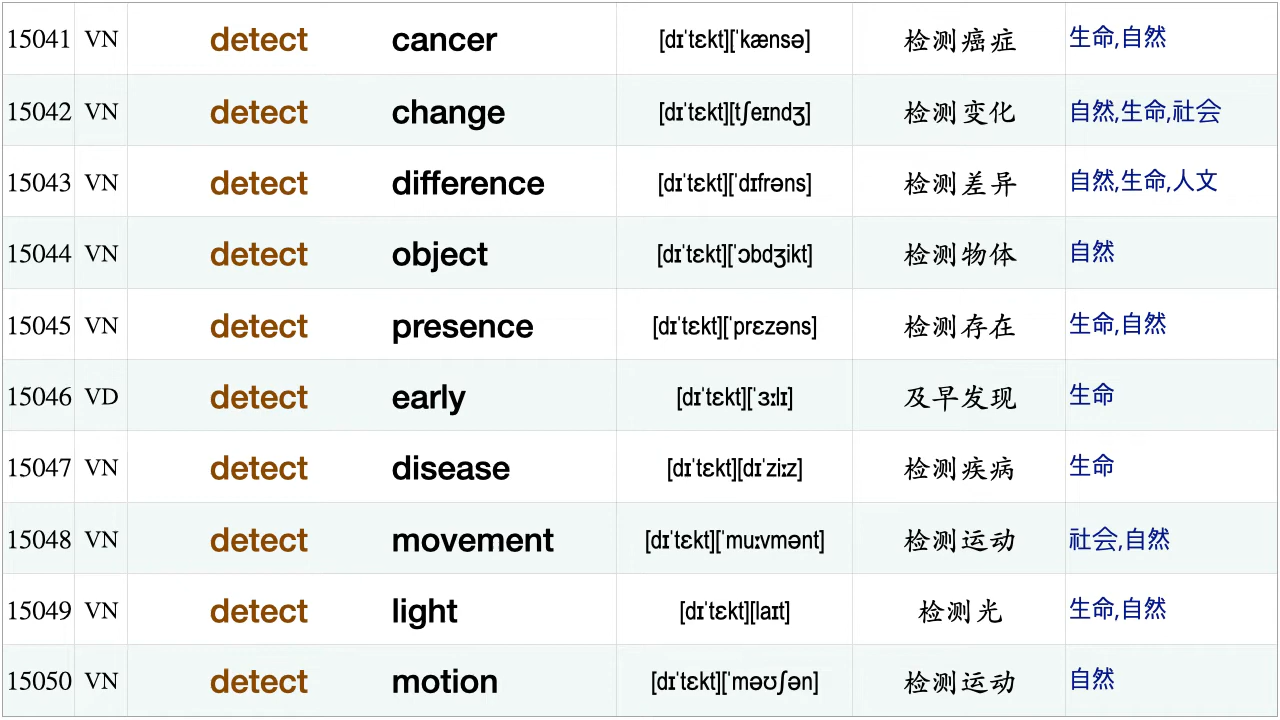 15041 VN detect cancer [dɪˈtɛkt][ˈkænsə] 检测癌症 生命,自然
15042 VN detect change [dɪˈtɛkt][tʃeɪndʒ] 检测变化 自然,生命,社会
15043 VN detect difference [dɪˈtɛkt][ˈdɪfrəns] 检测差异 自然,生命,人文
15044 VN detect object [dɪˈtɛkt][ˈɔbdʒikt] 检测物体 自然
15045 VN detect presence [dɪˈtɛkt][ˈprɛzəns] 检测存在 生命,自然
15046 VD detect early [dɪˈtɛkt][ˈɜːlɪ] 及早发现 生命
15047 VN detect disease [dɪˈtɛkt][dɪˈziːz] 检测疾病 生命
15048 VN detect movement [dɪˈtɛkt][ˈmuːvmənt] 检测运动 社会,自然
15049 VN detect light [dɪˈtɛkt][laɪt] 检测光 生命,自然
15050 VN detect motion [dɪˈtɛkt][ˈməʊʃən] 检测运动 自然